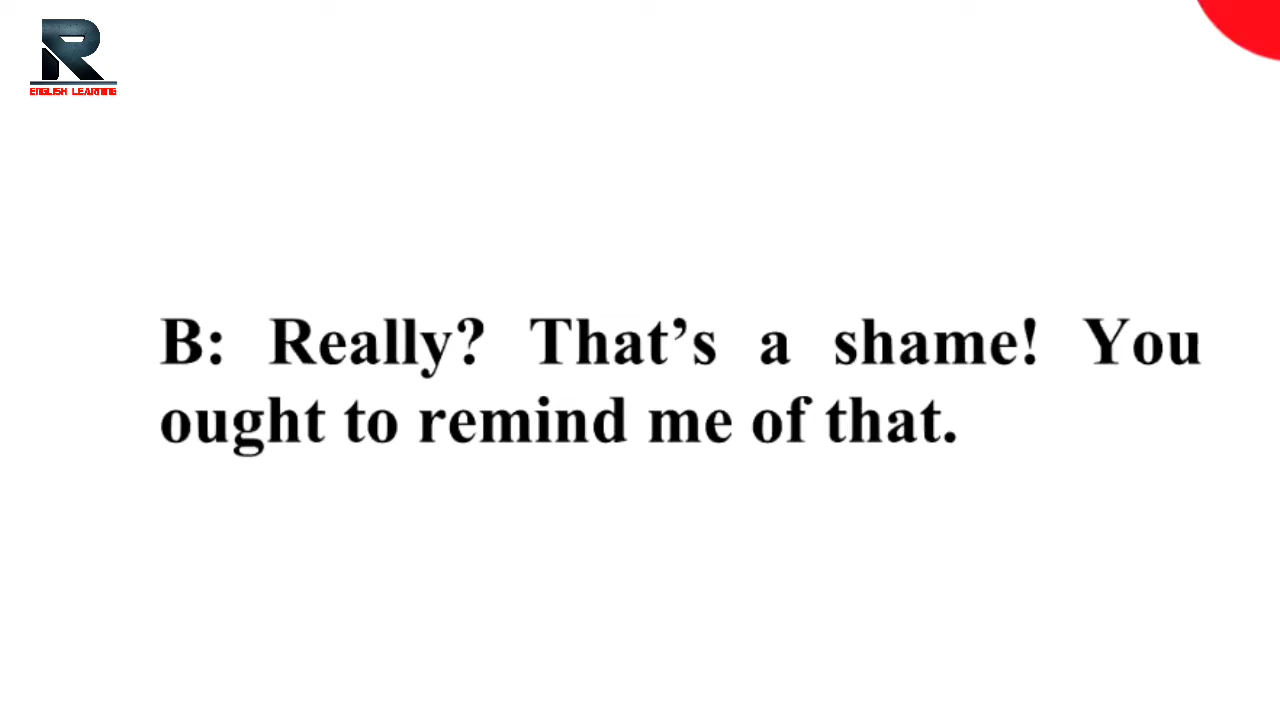 R
ENGLISH LEARNING
B: Really? That’s a shame! You
ought to remind me of that.